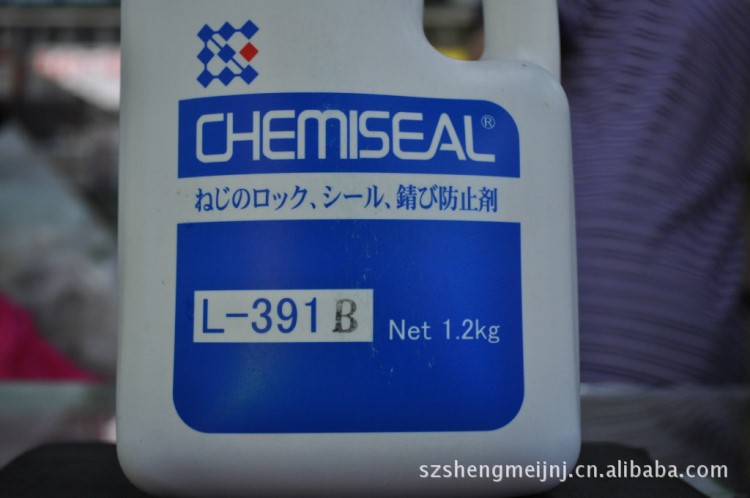 CHEMISEAL®
ねじのロック、シール、錆び防止剤
L-391 B
Net 1.2kg
szshengmeijnj.cn.alibaba.com